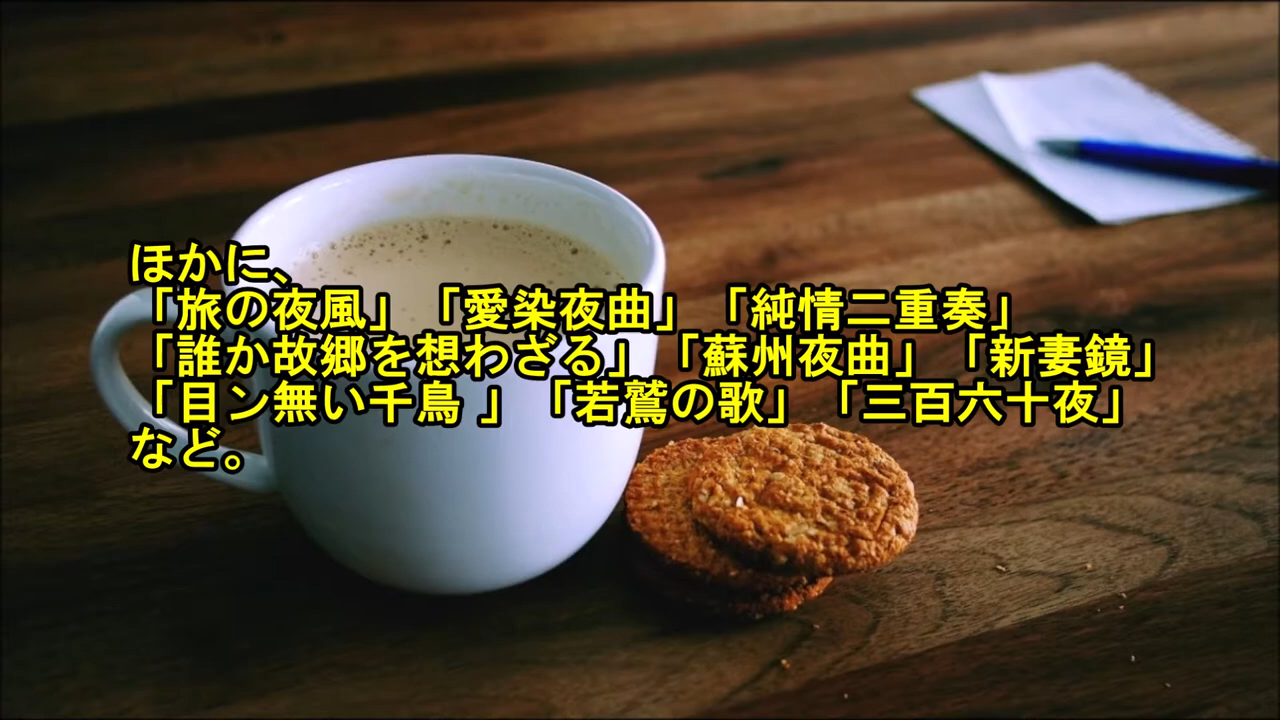 ほかに、
「旅の夜風」「愛染夜曲」「純情二重奏」
「誰か故郷を想わざる」「蘇州夜曲」「新妻鏡」
「目ン無い千鳥 」「若鷲の歌」「三百六十夜」
など。